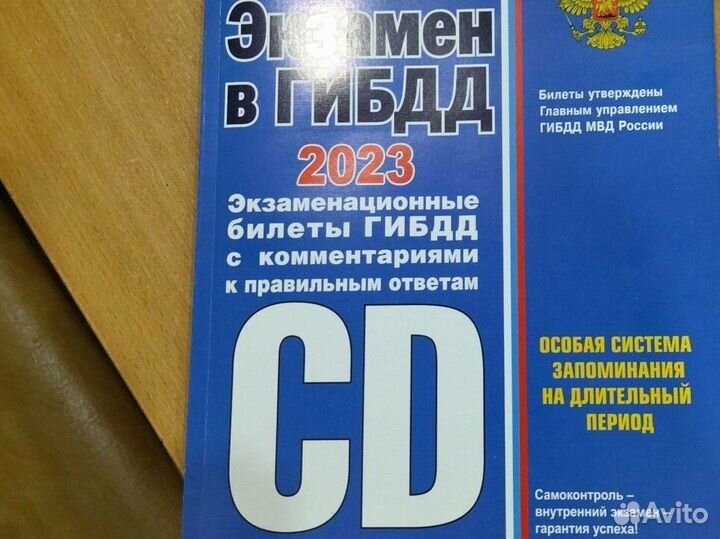 Экзамен
в ГИБДД
2023
Экзаменационные
билеты ГИБДД
с комментариями
к правильным ответам
CD
Билеты утверждены
Главным управлением
ГИБДД МВД России
ОСОБАЯ СИСТЕМА
ЗАПОМИНАНИЯ
НА ДЛИТЕЛЬНЫЙ
ПЕРИОД
Самоконтроль –
внутренний экзамен –
гарантия успеха!
Avito